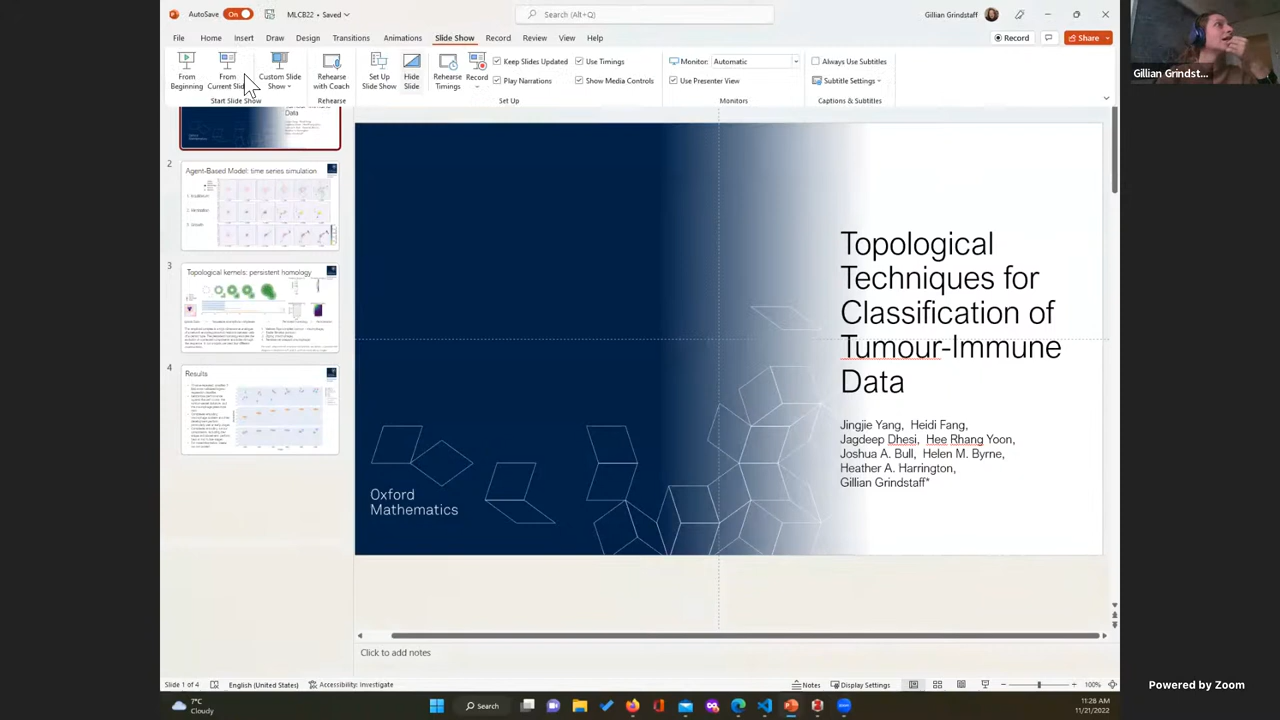 AutoSave On MLCB22 • Saved Search (Alt+Q) Gillian Grindstaff
File Home Insert Draw Design Transitions Animations Slide Show Record Review View Help Record Share
From Beginning
From
Custom Slide Show
Rehearse with Coach
Set Up Slide Show
Hide Slide
Rehearse Timings
Record
Keep Slides Updated
Play Narrations
Use Timings
Show Media Controls
Monitor: Automatic
Use Presenter View
Always Use Subtitles
Subtitle Settings
Start Slide Show Rehearse Set Up Monitors Captions & Subtitles
Gillian Grindst...
2
Agent-Based Model: time series simulation
3
Topological kernels: persistent homology
4
Results
Topological
Techniques for
Classification of
Tumour-Immune
Data
Jingjie Yang, Heidi Fang,
Jagdeep Dhesi, Hee Rhang Yoon,
Joshua A. Bull, Helen M. Byrne,
Heather A. Harrington,
Gillian Grindstaff*
Oxford
Mathematics
Click to add notes
Slide 1 of 4 English (United States) Accessibility: Investigate Notes Display Settings 100%
7°C
Cloudy
Search
11:28 AM
11/21/2022
Powered by Zoom